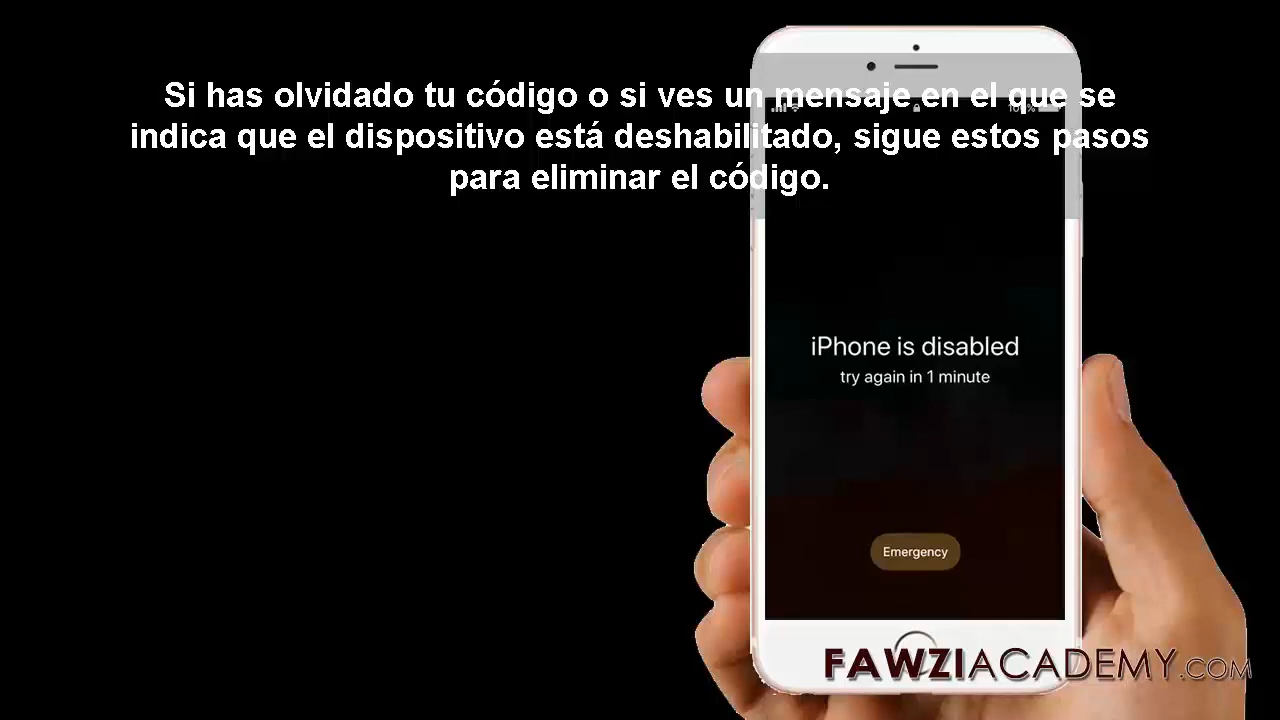 Si has olvidado tu código o si ves un mensaje en el que se
indica que el dispositivo está deshabilitado, sigue estos pasos
para eliminar el código.
iPhone is disabled
try again in 1 minute
Emergency
FAWZIACADEMY.COM